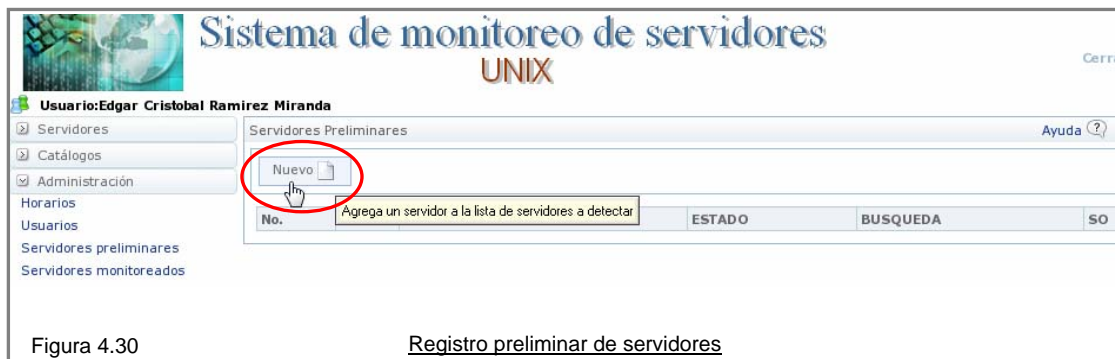 Sistema de monitoreo de servidores
UNIX
Usuario:Edgar Cristobal Ramirez Miranda
Servidores
Catálogos
Administración
Horarios
Usuarios
Servidores preliminares
Servidores monitoreados
Servidores Preliminares
Ayuda
Nuevo
Agrega un servidor a la lista de servidores a detectar
No. ESTADO BUSQUEDA SO
Figura 4.30 Registro preliminar de servidores